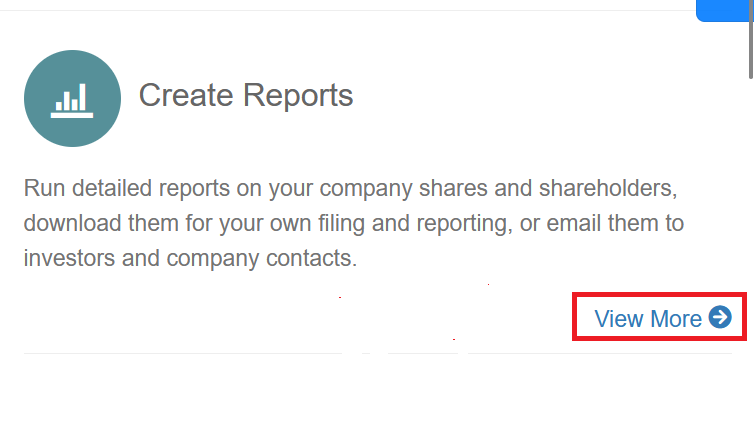 Create Reports
Run detailed reports on your company shares and shareholders,
download them for your own filing and reporting, or email them to
investors and company contacts.
View More